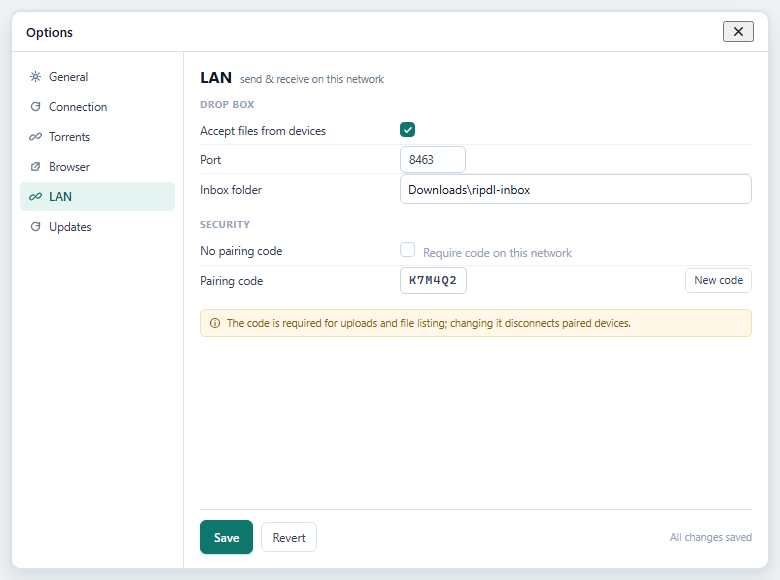 Options
General
Connection
Torrents
Browser
LAN
Updates
LAN send & receive on this network
DROP BOX
Accept files from devices
Port 8463
Inbox folder Downloads\ripdl-inbox
SECURITY
No pairing code Require code on this network
Pairing code K7M4Q2 New code
The code is required for uploads and file listing; changing it disconnects paired devices.
Save Revert All changes saved